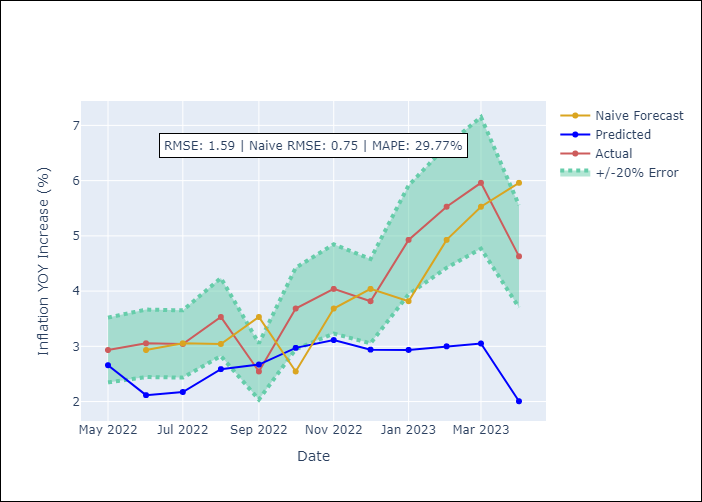 RMSE: 1.59 | Naive RMSE: 0.75 | MAPE: 29.77%
Naive Forecast
Predicted
Actual
+/-20% Error
Inflation YOY Increase (%)
7
6
5
4
3
2
May 2022
Jul 2022
Sep 2022
Nov 2022
Jan 2023
Mar 2023
Date